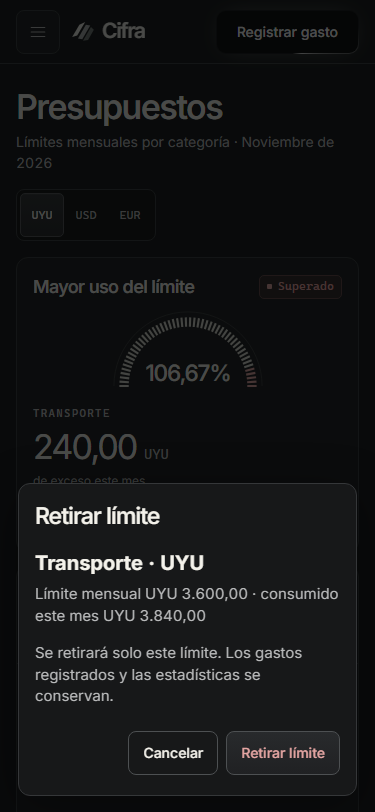 Cifra
Registrar gasto
Presupuestos
Límites mensuales por categoría · Noviembre de
2026
UYU USD EUR
Mayor uso del límite
Superado
106,67%
TRANSPORTE
240,00 UYU
de exceso este mes
Retirar límite
Transporte · UYU
Límite mensual UYU 3.600,00 · consumido
este mes UYU 3.840,00
Se retirará solo este límite. Los gastos
registrados y las estadísticas se
conservan.
Cancelar
Retirar límite